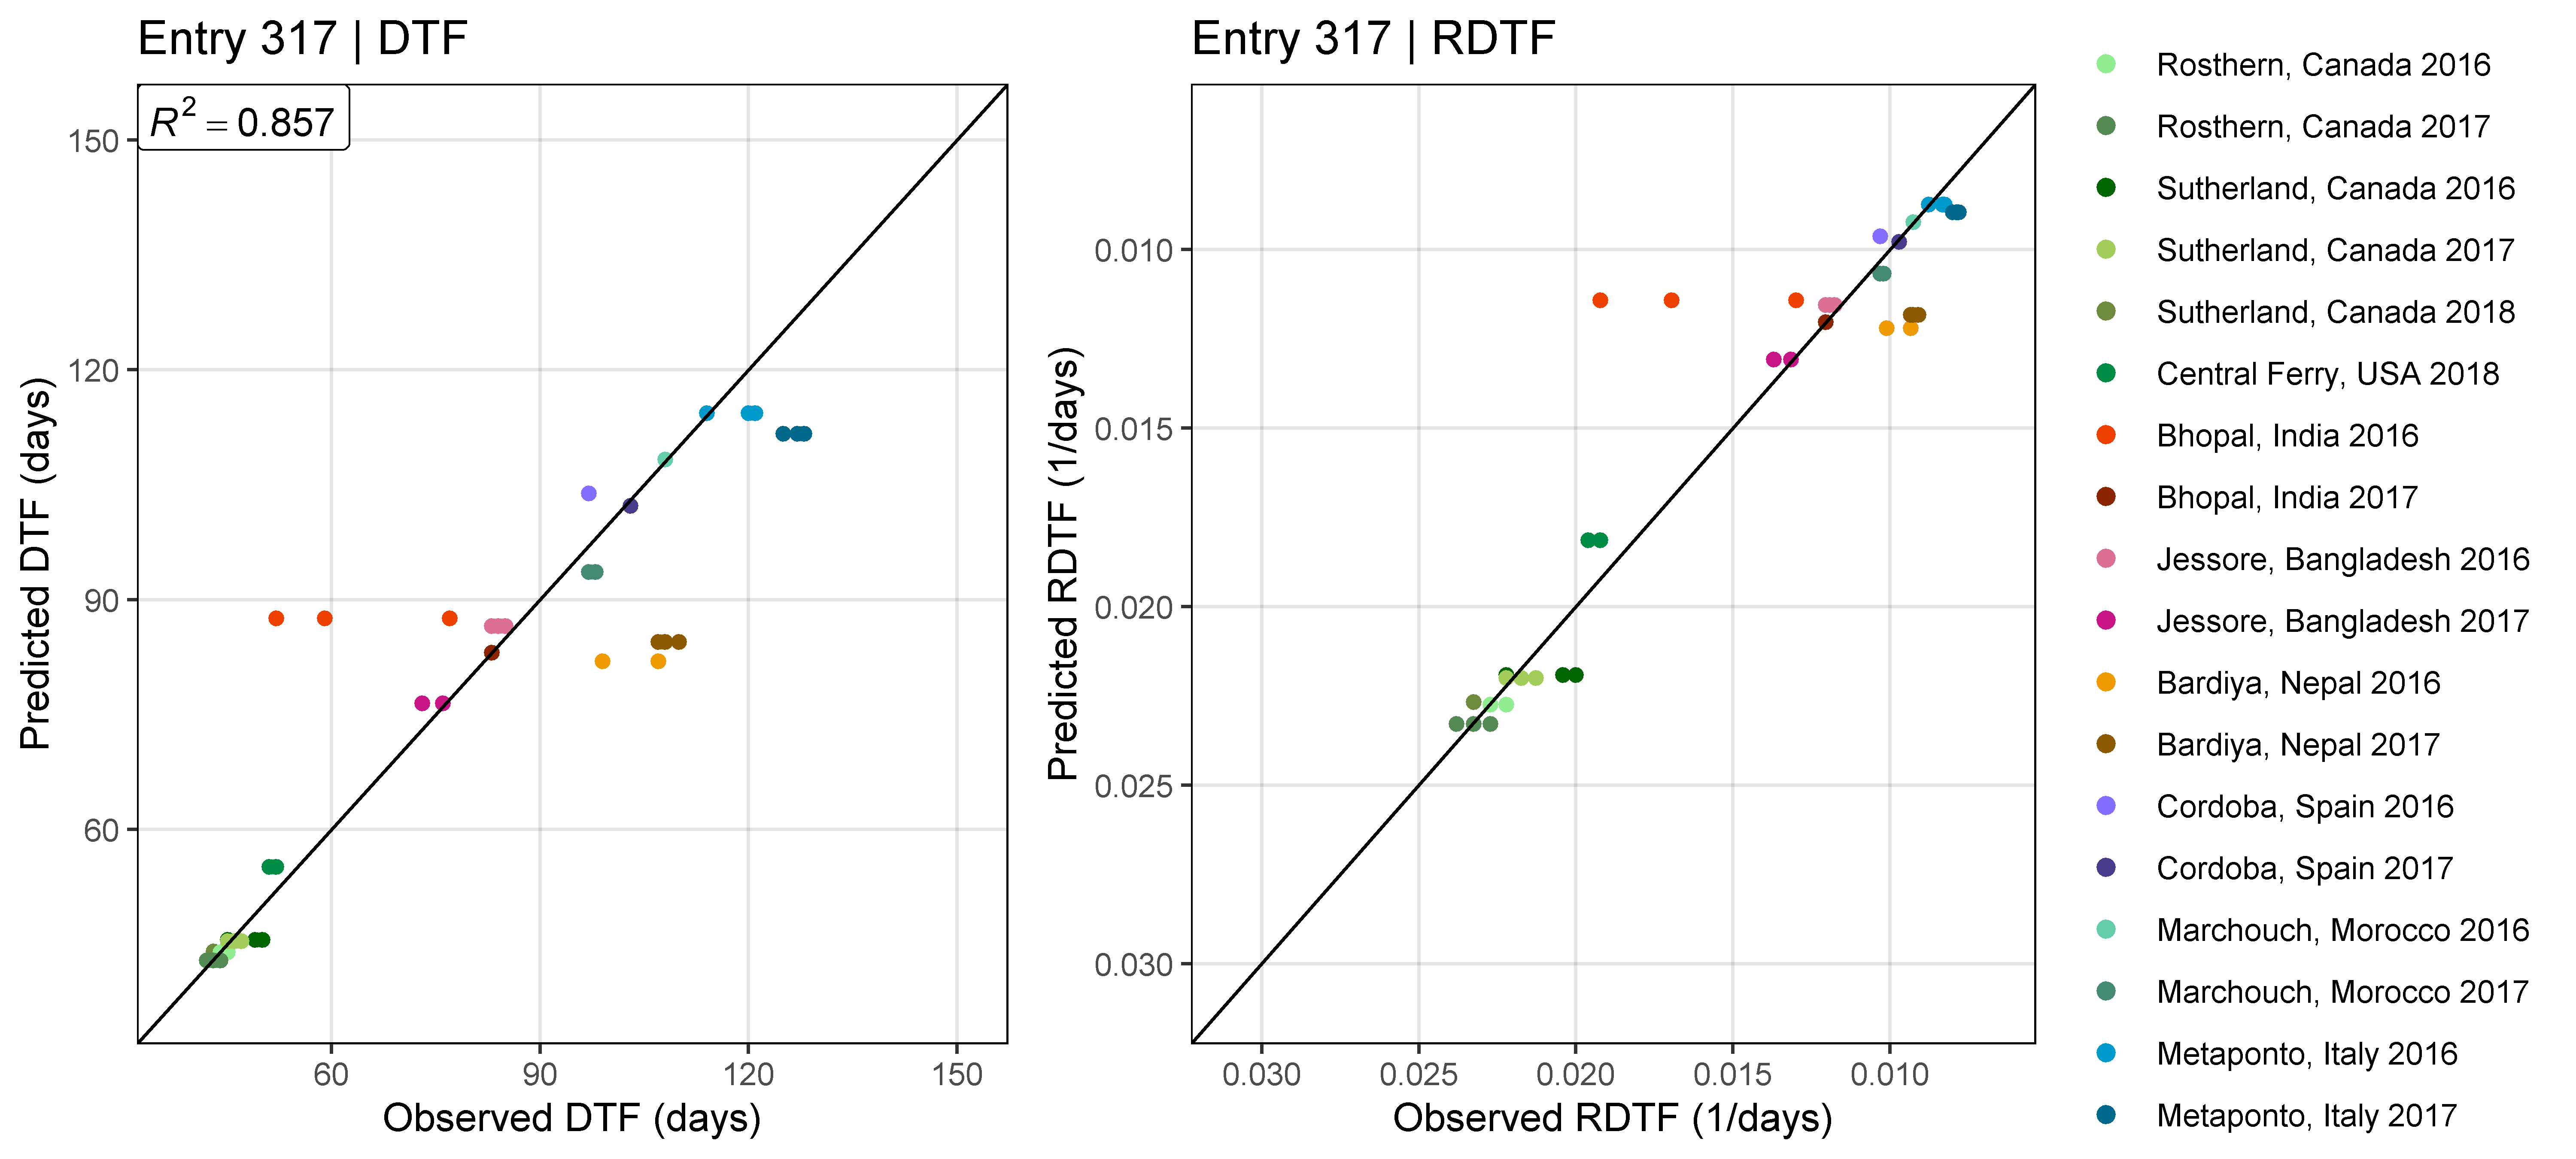 Entry 317 | DTF
R² = 0.857
150
120
90
60
60
90
120
150
Predicted DTF (days)
Observed DTF (days)
Entry 317 | RDTF
0.010
0.015
0.020
0.025
0.030
0.030
0.025
0.020
0.015
0.010
Predicted RDTF (1/days)
Observed RDTF (1/days)
Rosthern, Canada 2016
Rosthern, Canada 2017
Sutherland, Canada 2016
Sutherland, Canada 2017
Sutherland, Canada 2018
Central Ferry, USA 2018
Bhopal, India 2016
Bhopal, India 2017
Jessore, Bangladesh 2016
Jessore, Bangladesh 2017
Bardiya, Nepal 2016
Bardiya, Nepal 2017
Cordoba, Spain 2016
Cordoba, Spain 2017
Marchouch, Morocco 2016
Marchouch, Morocco 2017
Metaponto, Italy 2016
Metaponto, Italy 2017